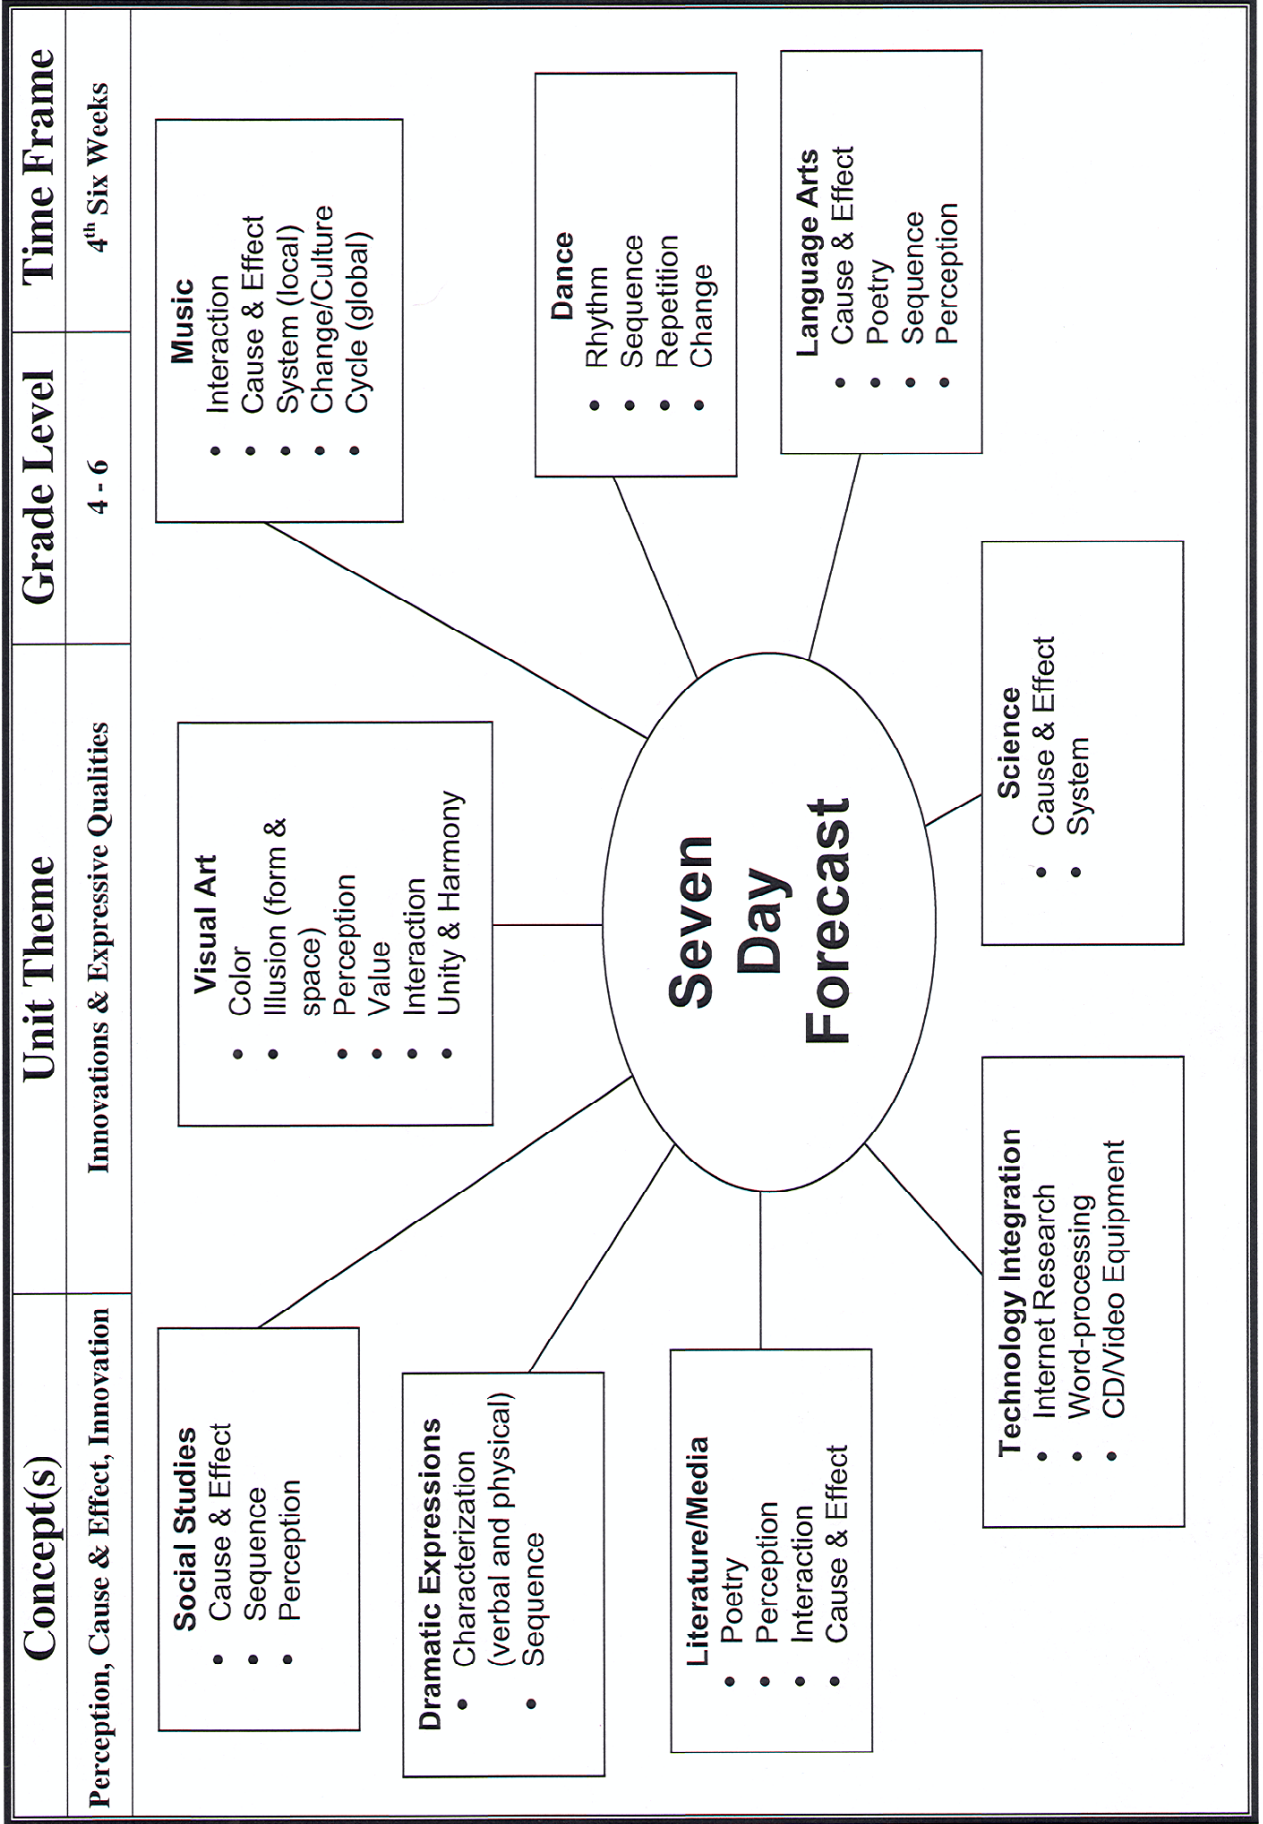 Concept(s)
Unit Theme
Grade Level
Time Frame
Perception, Cause & Effect, Innovation
Innovations & Expressive Qualities
4 - 6
4th Six Weeks
Social Studies
• Cause & Effect
• Sequence
• Perception
Visual Art
• Color
• Illusion (form &
space)
• Perception
• Value
• Interaction
• Unity & Harmony
Music
• Interaction
• Cause & Effect
• System (local)
• Change/Culture
• Cycle (global)
Dramatic Expressions
• Characterization
(verbal and physical)
• Sequence
Dance
• Rhythm
• Sequence
• Repetition
• Change
Seven
Day
Forecast
Literature/Media
• Poetry
• Perception
• Interaction
• Cause & Effect
Language Arts
• Cause & Effect
• Poetry
• Sequence
• Perception
Technology Integration
• Internet Research
• Word-processing
• CD/Video Equipment
Science
• Cause & Effect
• System